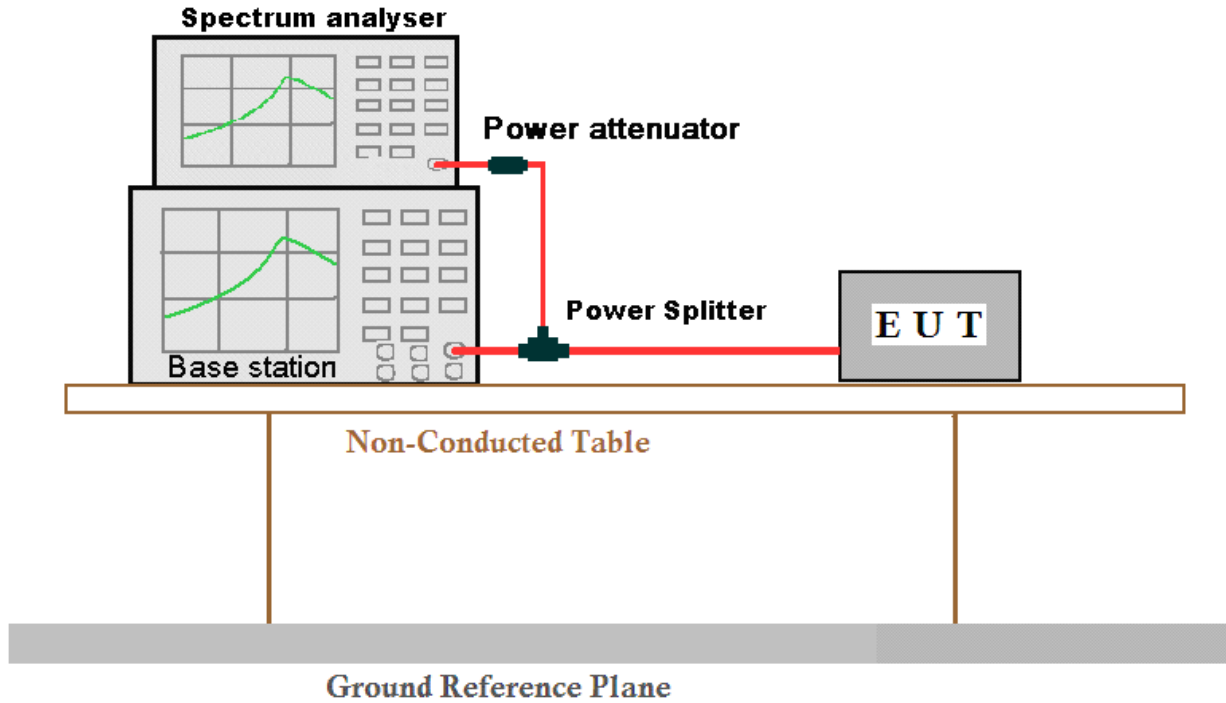 Spectrum analyser
Power attenuator
Power Splitter
E U T
Base station
Non-Conducted Table
Ground Reference Plane